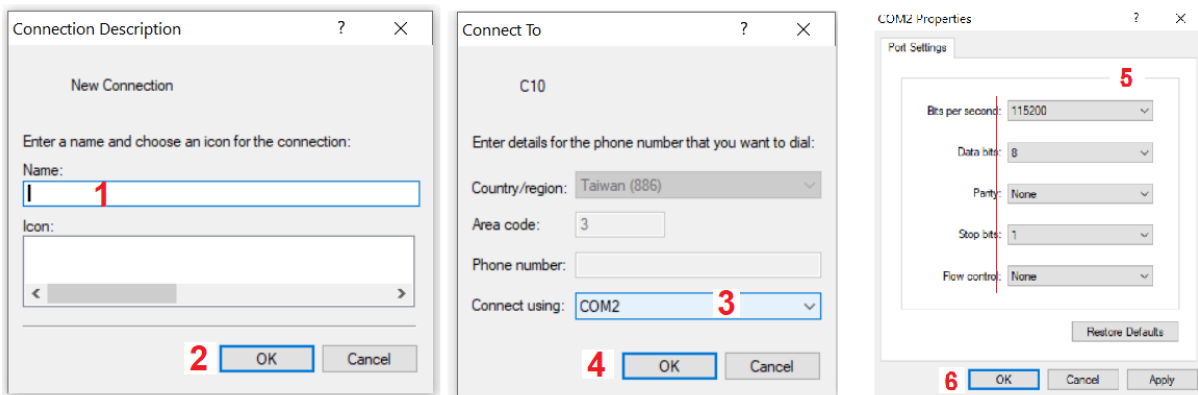 Connection Description ? ×
New Connection
Enter a name and choose an icon for the connection:
Name:
1
Icon:
2 OK Cancel
Connect To ? ×
C10
Enter details for the phone number that you want to dial:
Country/region: Taiwan (886)
Area code: 3
Phone number:
Connect using: COM2 3
4 OK Cancel
COM2 Properties ? ×
Port Settings
5
Bits per second: 115200
Data bits: 8
Parity: None
Stop bits: 1
Flow control: None
Restore Defaults
6 OK Cancel Apply